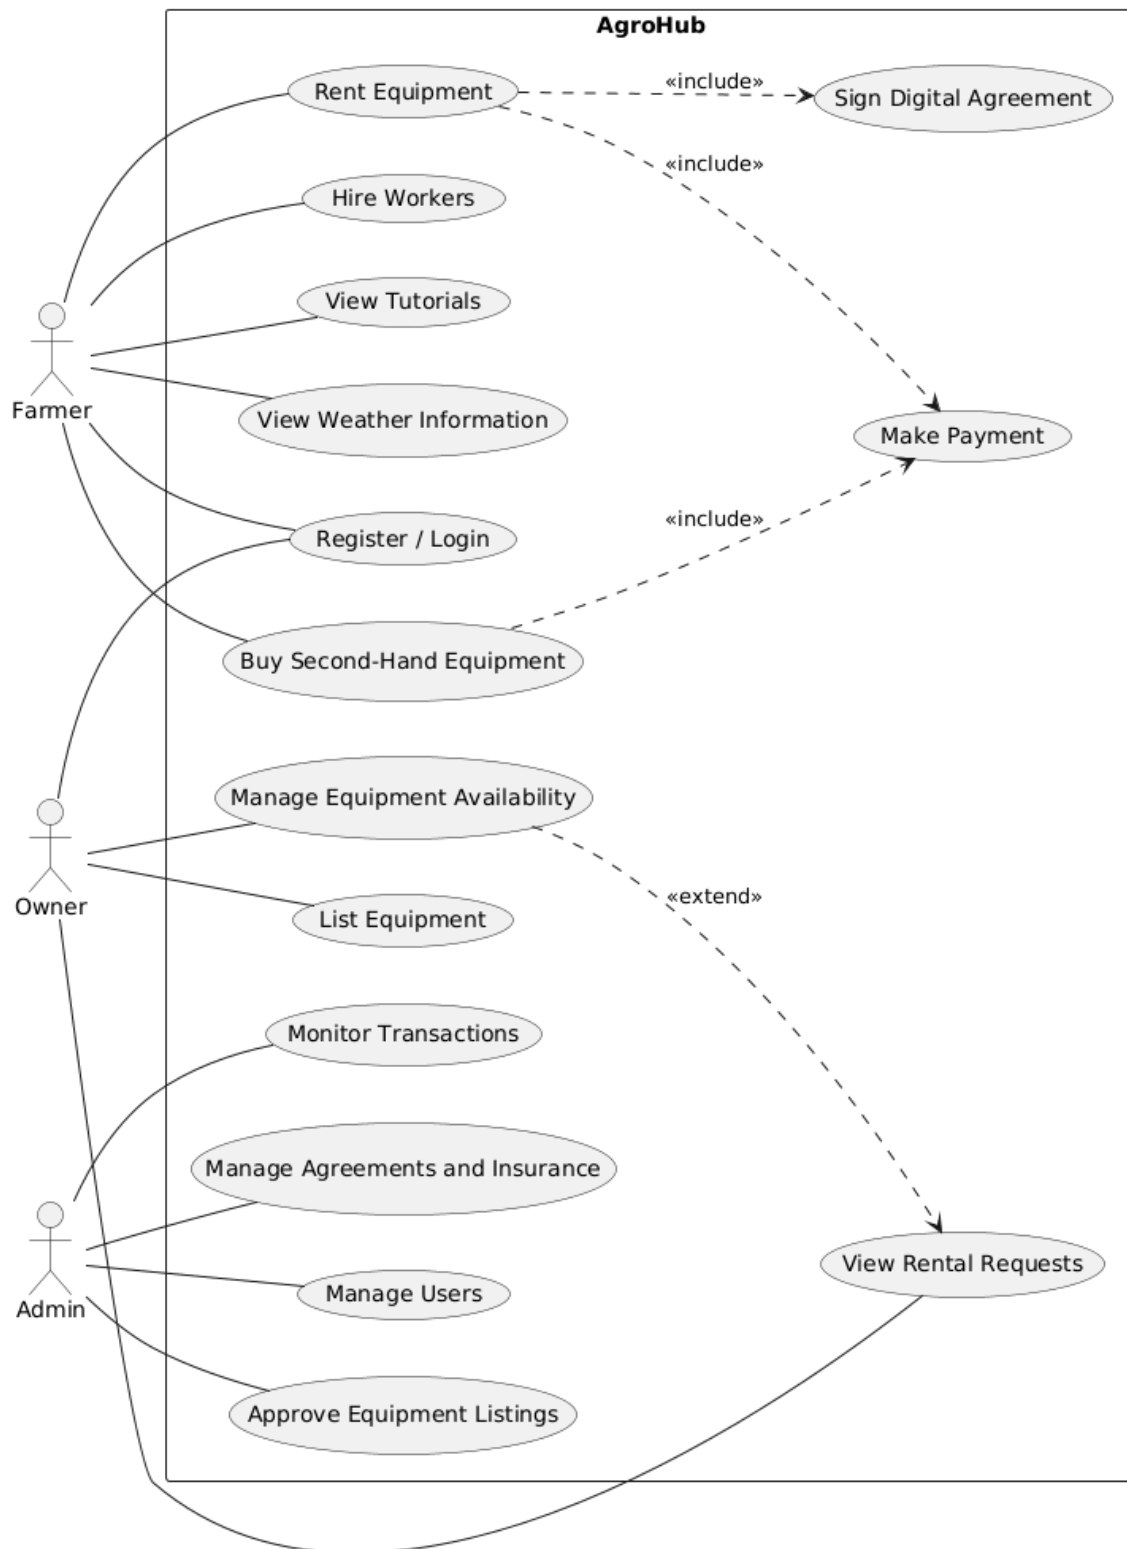 AgroHub
Rent Equipment
«include»
Sign Digital Agreement
«include»
Hire Workers
View Tutorials
Farmer
View Weather Information
Make Payment
«include»
Register / Login
Buy Second-Hand Equipment
Manage Equipment Availability
«extend»
Owner
List Equipment
Monitor Transactions
Manage Agreements and Insurance
View Rental Requests
Admin
Manage Users
Approve Equipment Listings